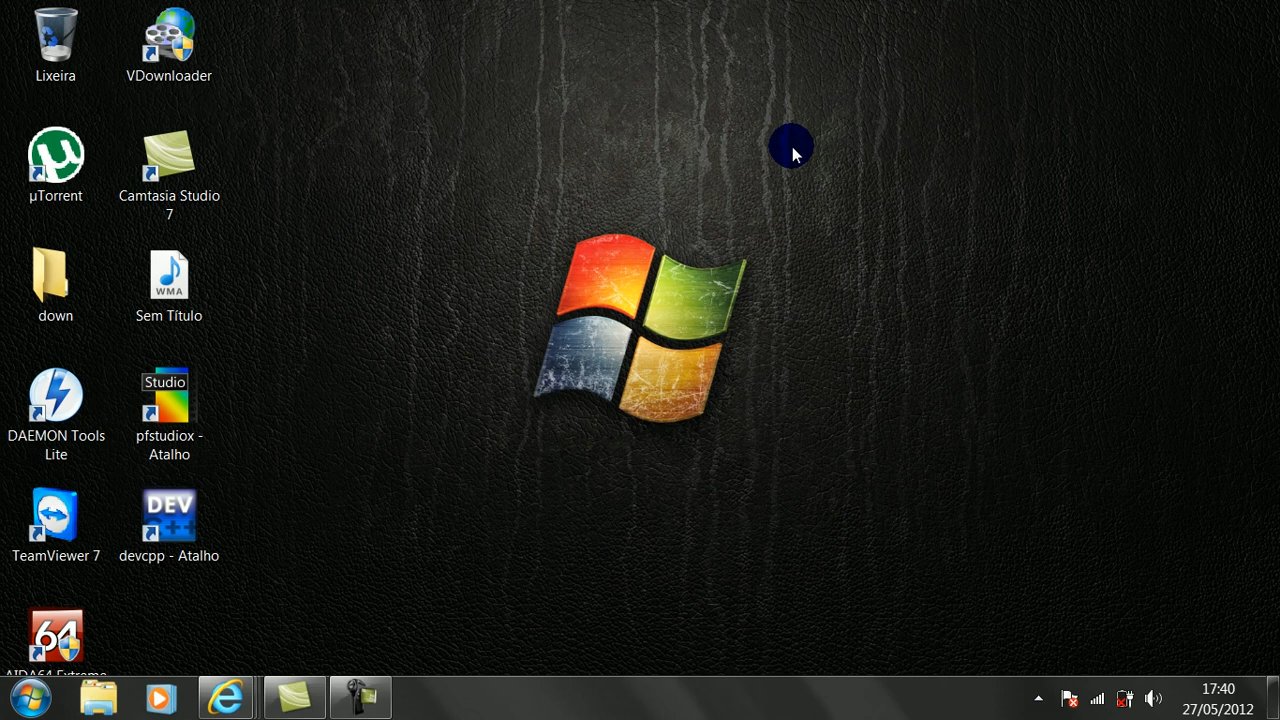 Lixeira
VDownloader
µ
µTorrent
Camtasia Studio
7
down
WMA
Sem Título
DAEMON Tools
Lite
Studio
pfstudiox -
Atalho
TeamViewer 7
DEV
C++
devcpp - Atalho
64
AIDA64 Extreme
17:40
27/05/2012